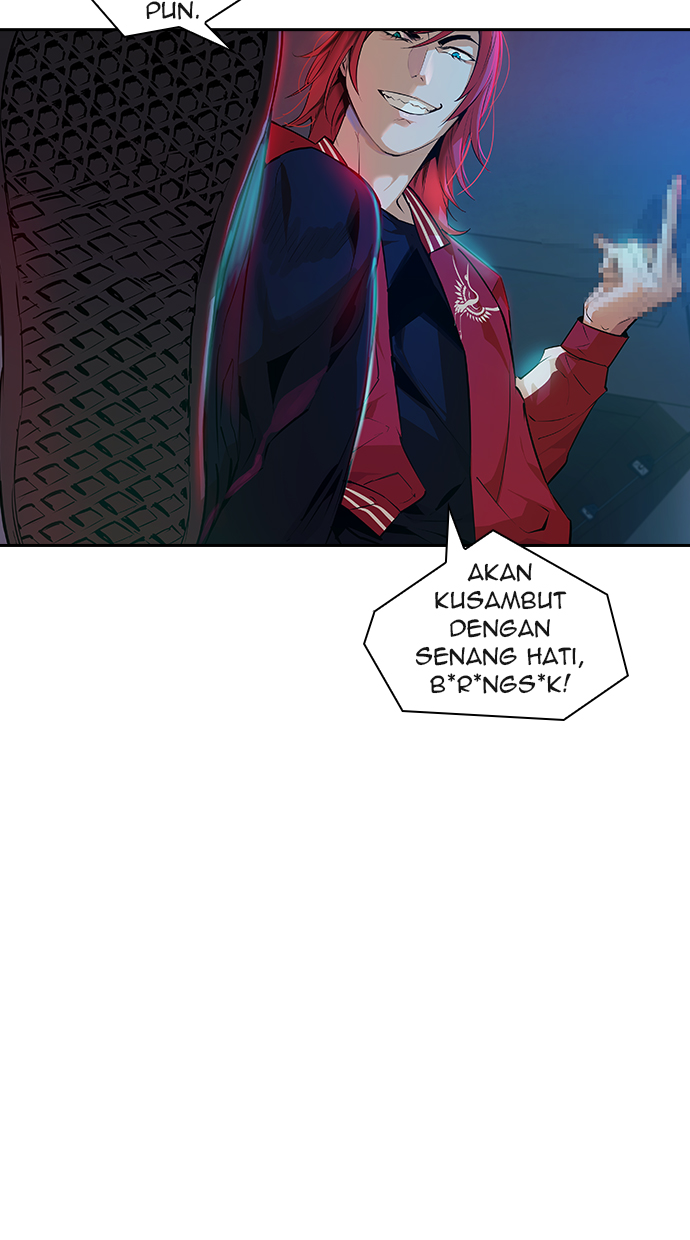 PUN.
AKAN
KUSAMBUT
DENGAN
SENANG HATI,
B*R*NGS*K!